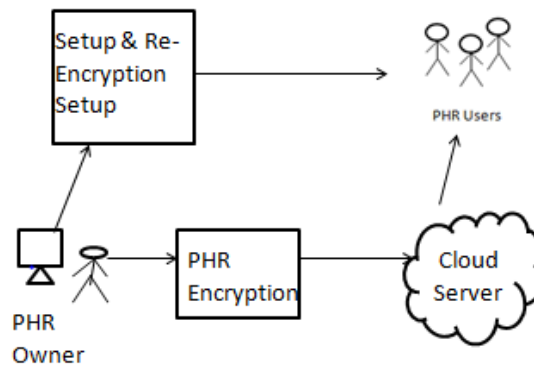 Setup & Re-
Encryption
Setup
PHR Users
PHR
Encryption
Cloud
Server
PHR
Owner